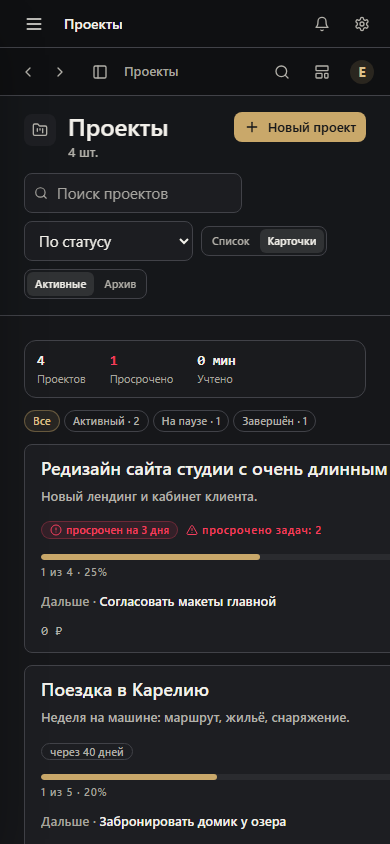 Проекты
Проекты
E
Проекты
4 шт.
Новый проект
Поиск проектов
По статусу
Список
Карточки
Активные
Архив
4
1
0 мин
Проектов
Просрочено
Учтено
Все
Активный · 2
На паузе · 1
Завершён · 1
Редизайн сайта студии с очень длинным
Новый лендинг и кабинет клиента.
просрочен на 3 дня
просрочено задач: 2
1 из 4 · 25%
Дальше · Согласовать макеты главной
0 ₽
Поездка в Карелию
Неделя на машине: маршрут, жильё, снаряжение.
через 40 дней
1 из 5 · 20%
Дальше · Забронировать домик у озера